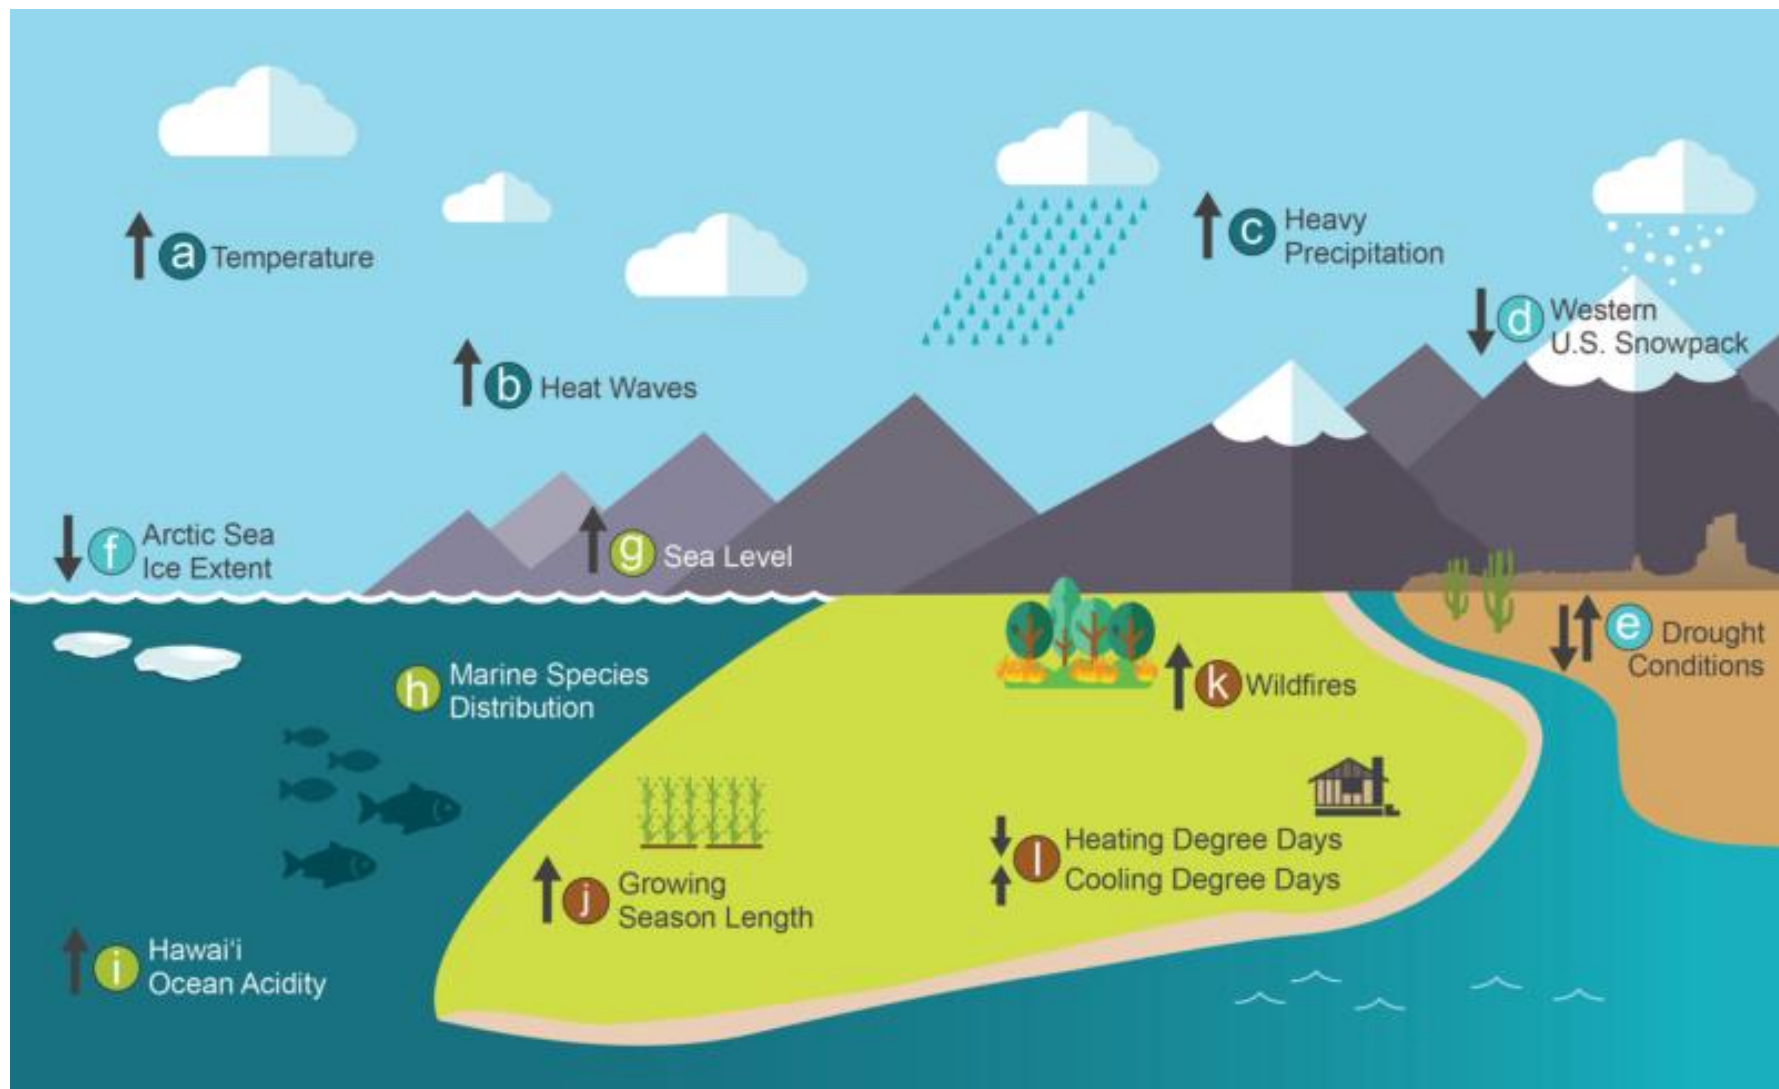 a Temperature
b Heat Waves
c Heavy
Precipitation
d Western
U.S. Snowpack
f Arctic Sea
Ice Extent
g Sea Level
e Drought
Conditions
h Marine Species
Distribution
k Wildfires
l Heating Degree Days
Cooling Degree Days
j Growing
Season Length
i Hawai‘i
Ocean Acidity